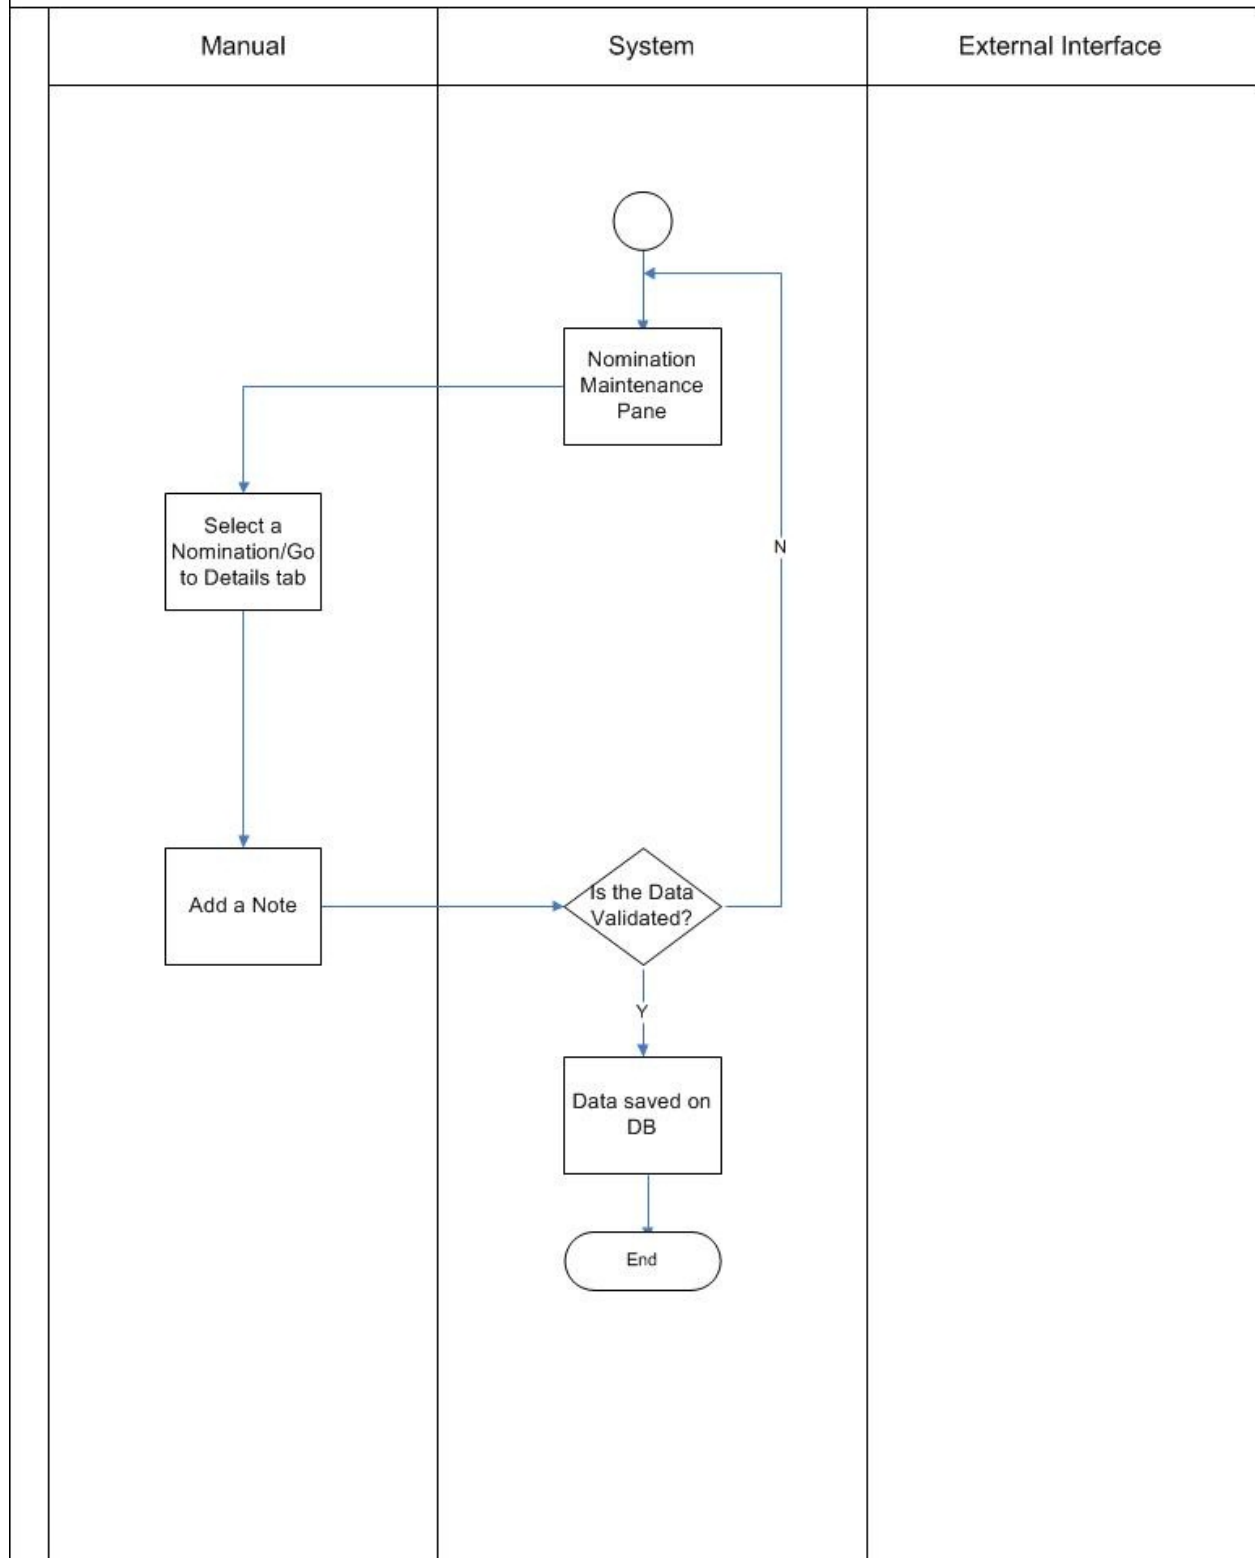 Manual
System
External Interface
Nomination
Maintenance
Pane
Select a
Nomination/Go
to Details tab
N
Add a Note
Is the Data
Validated?
Y
Data saved on
DB
End